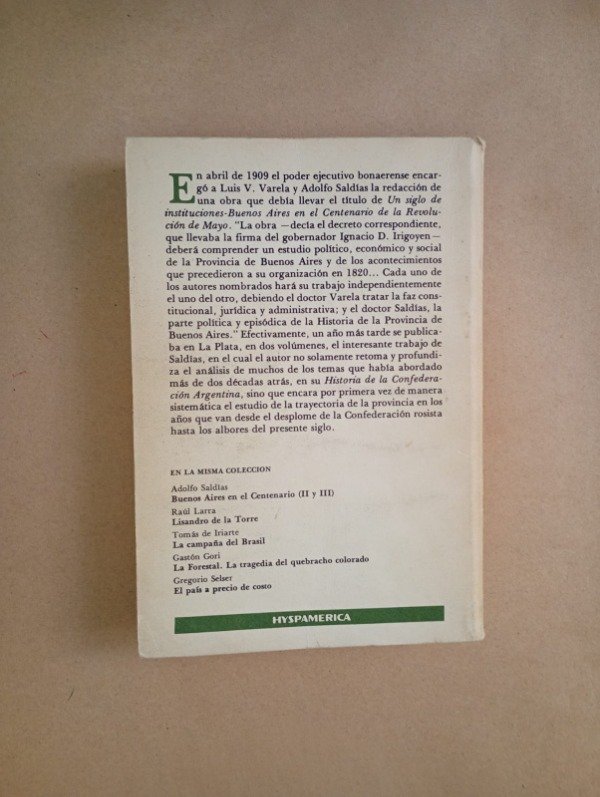 En abril de 1909 el poder ejecutivo bonaerense encar-
gó a Luis V. Varela y Adolfo Saldías la redacción de
una obra que debía llevar el título de Un siglo de
instituciones-Buenos Aires en el Centenario de la Revolu-
ción de Mayo. "La obra —decía el decreto correspondiente,
que llevaba la firma del gobernador Ignacio D. Irigoyen—
deberá comprender un estudio político, económico y social
de la Provincia de Buenos Aires y de los acontecimientos
que precedieron a su organización en 1820... Cada uno de
los autores nombrados hará su trabajo independientemente
el uno del otro, debiendo el doctor Varela tratar la faz cons-
titucional, jurídica y administrativa; y el doctor Saldías, la
parte política y episódica de la Historia de la Provincia de
Buenos Aires." Efectivamente, un año más tarde se publica-
ba en La Plata, en dos volúmenes, el interesante trabajo de
Saldías, en el cual el autor no solamente retoma y profundi-
za el análisis de muchos de los temas que había abordado
más de dos décadas atrás, en su Historia de la Confedera-
ción Argentina, sino que encara por primera vez de manera
sistemática el estudio de la trayectoria de la provincia en los
años que van desde el desplome de la Confederación rosista
hasta los albores del presente siglo.
EN LA MISMA COLECCION
Adolfo Saldías
Buenos Aires en el Centenario (II y III)
Raúl Larra
Lisandro de la Torre
Tomás de Iriarte
La campaña del Brasil
Gastón Gori
La Forestal. La tragedia del quebracho colorado
Gregorio Selser
El país a precio de costo
HYSPAMERICA